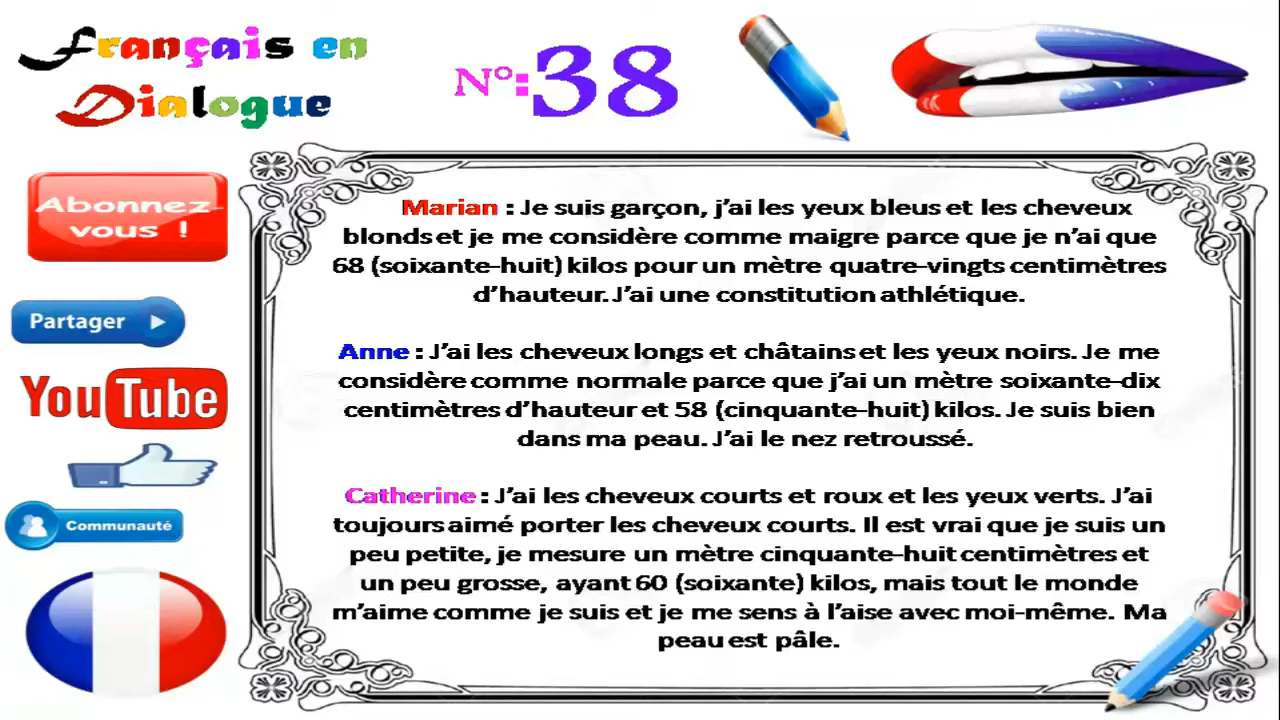 Français en
Dialogue
N°:38
Abonnez-
vous !
Partager
YouTube
Communauté
Marian : Je suis garçon, j’ai les yeux bleus et les cheveux
blonds et je me considère comme maigre parce que je n’ai que
68 (soixante-huit) kilos pour un mètre quatre-vingts centimètres
d’hauteur. J’ai une constitution athlétique.
Anne : J’ai les cheveux longs et châtains et les yeux noirs. Je me
considère comme normale parce que j’ai un mètre soixante-dix
centimètres d’hauteur et 58 (cinquante-huit) kilos. Je suis bien
dans ma peau. J’ai le nez retroussé.
Catherine : J’ai les cheveux courts et roux et les yeux verts. J’ai
toujours aimé porter les cheveux courts. Il est vrai que je suis un
peu petite, je mesure un mètre cinquante-huit centimètres et
un peu grosse, ayant 60 (soixante) kilos, mais tout le monde
m’aime comme je suis et je me sens à l’aise avec moi-même. Ma
peau est pâle.